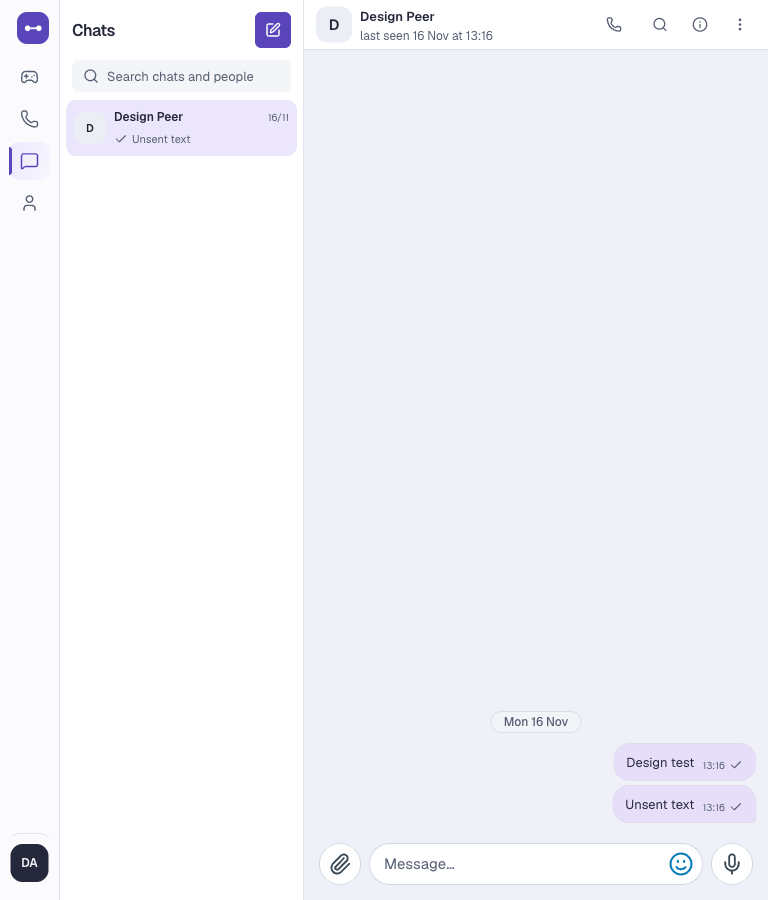 Chats
Search chats and people
D
Design Peer
16/11
Unsent text
D
Design Peer
last seen 16 Nov at 13:16
Mon 16 Nov
Design test 13:16
Unsent text 13:16
Message...
DA